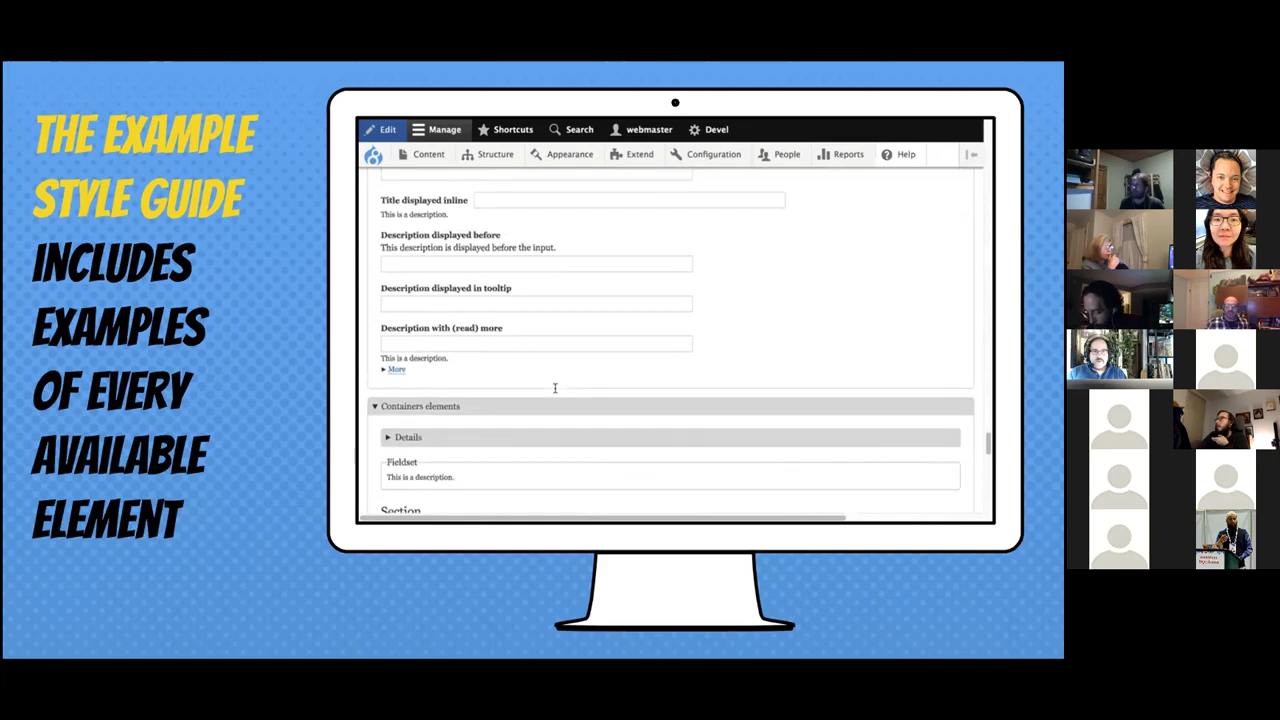 THE EXAMPLE
STYLE GUIDE
INCLUDES
EXAMPLES
OF EVERY
AVAILABLE
ELEMENT
Edit Manage Shortcuts Search webmaster Devel
Content Structure Appearance Extend Configuration People Reports Help
Title displayed inline
This is a description.
Description displayed before
This description is displayed before the input.
Description displayed in tooltip
Description with (read) more
This is a description.
More
Containers elements
Details
Fieldset
This is a description.
Section